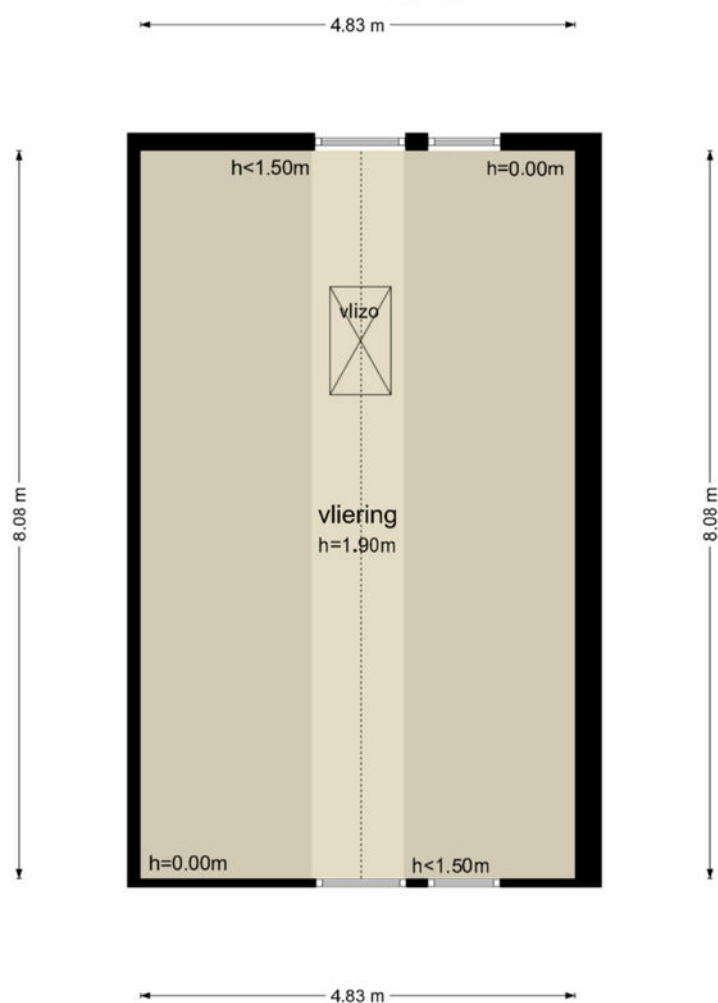 4.83 m
h<1.50m
h=0.00m
vlizo
8.08 m
8.08 m
vliering
h=1.90m
h=0.00m
h<1.50m
4.83 m